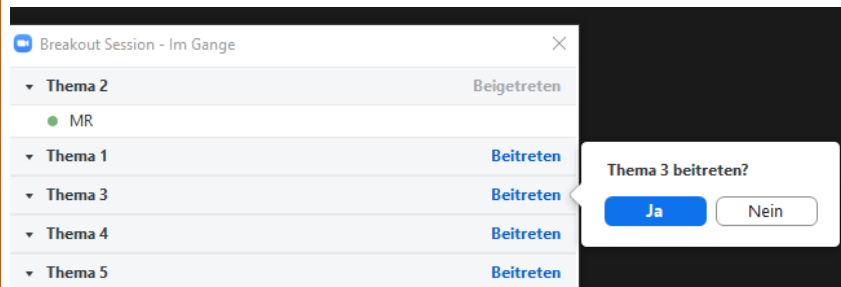 Breakout Session - Im Gange
Thema 2 Beigetreten
MR
Thema 1 Beitreten
Thema 3 Beitreten
Thema 4 Beitreten
Thema 5 Beitreten
Thema 3 beitreten?
Ja Nein